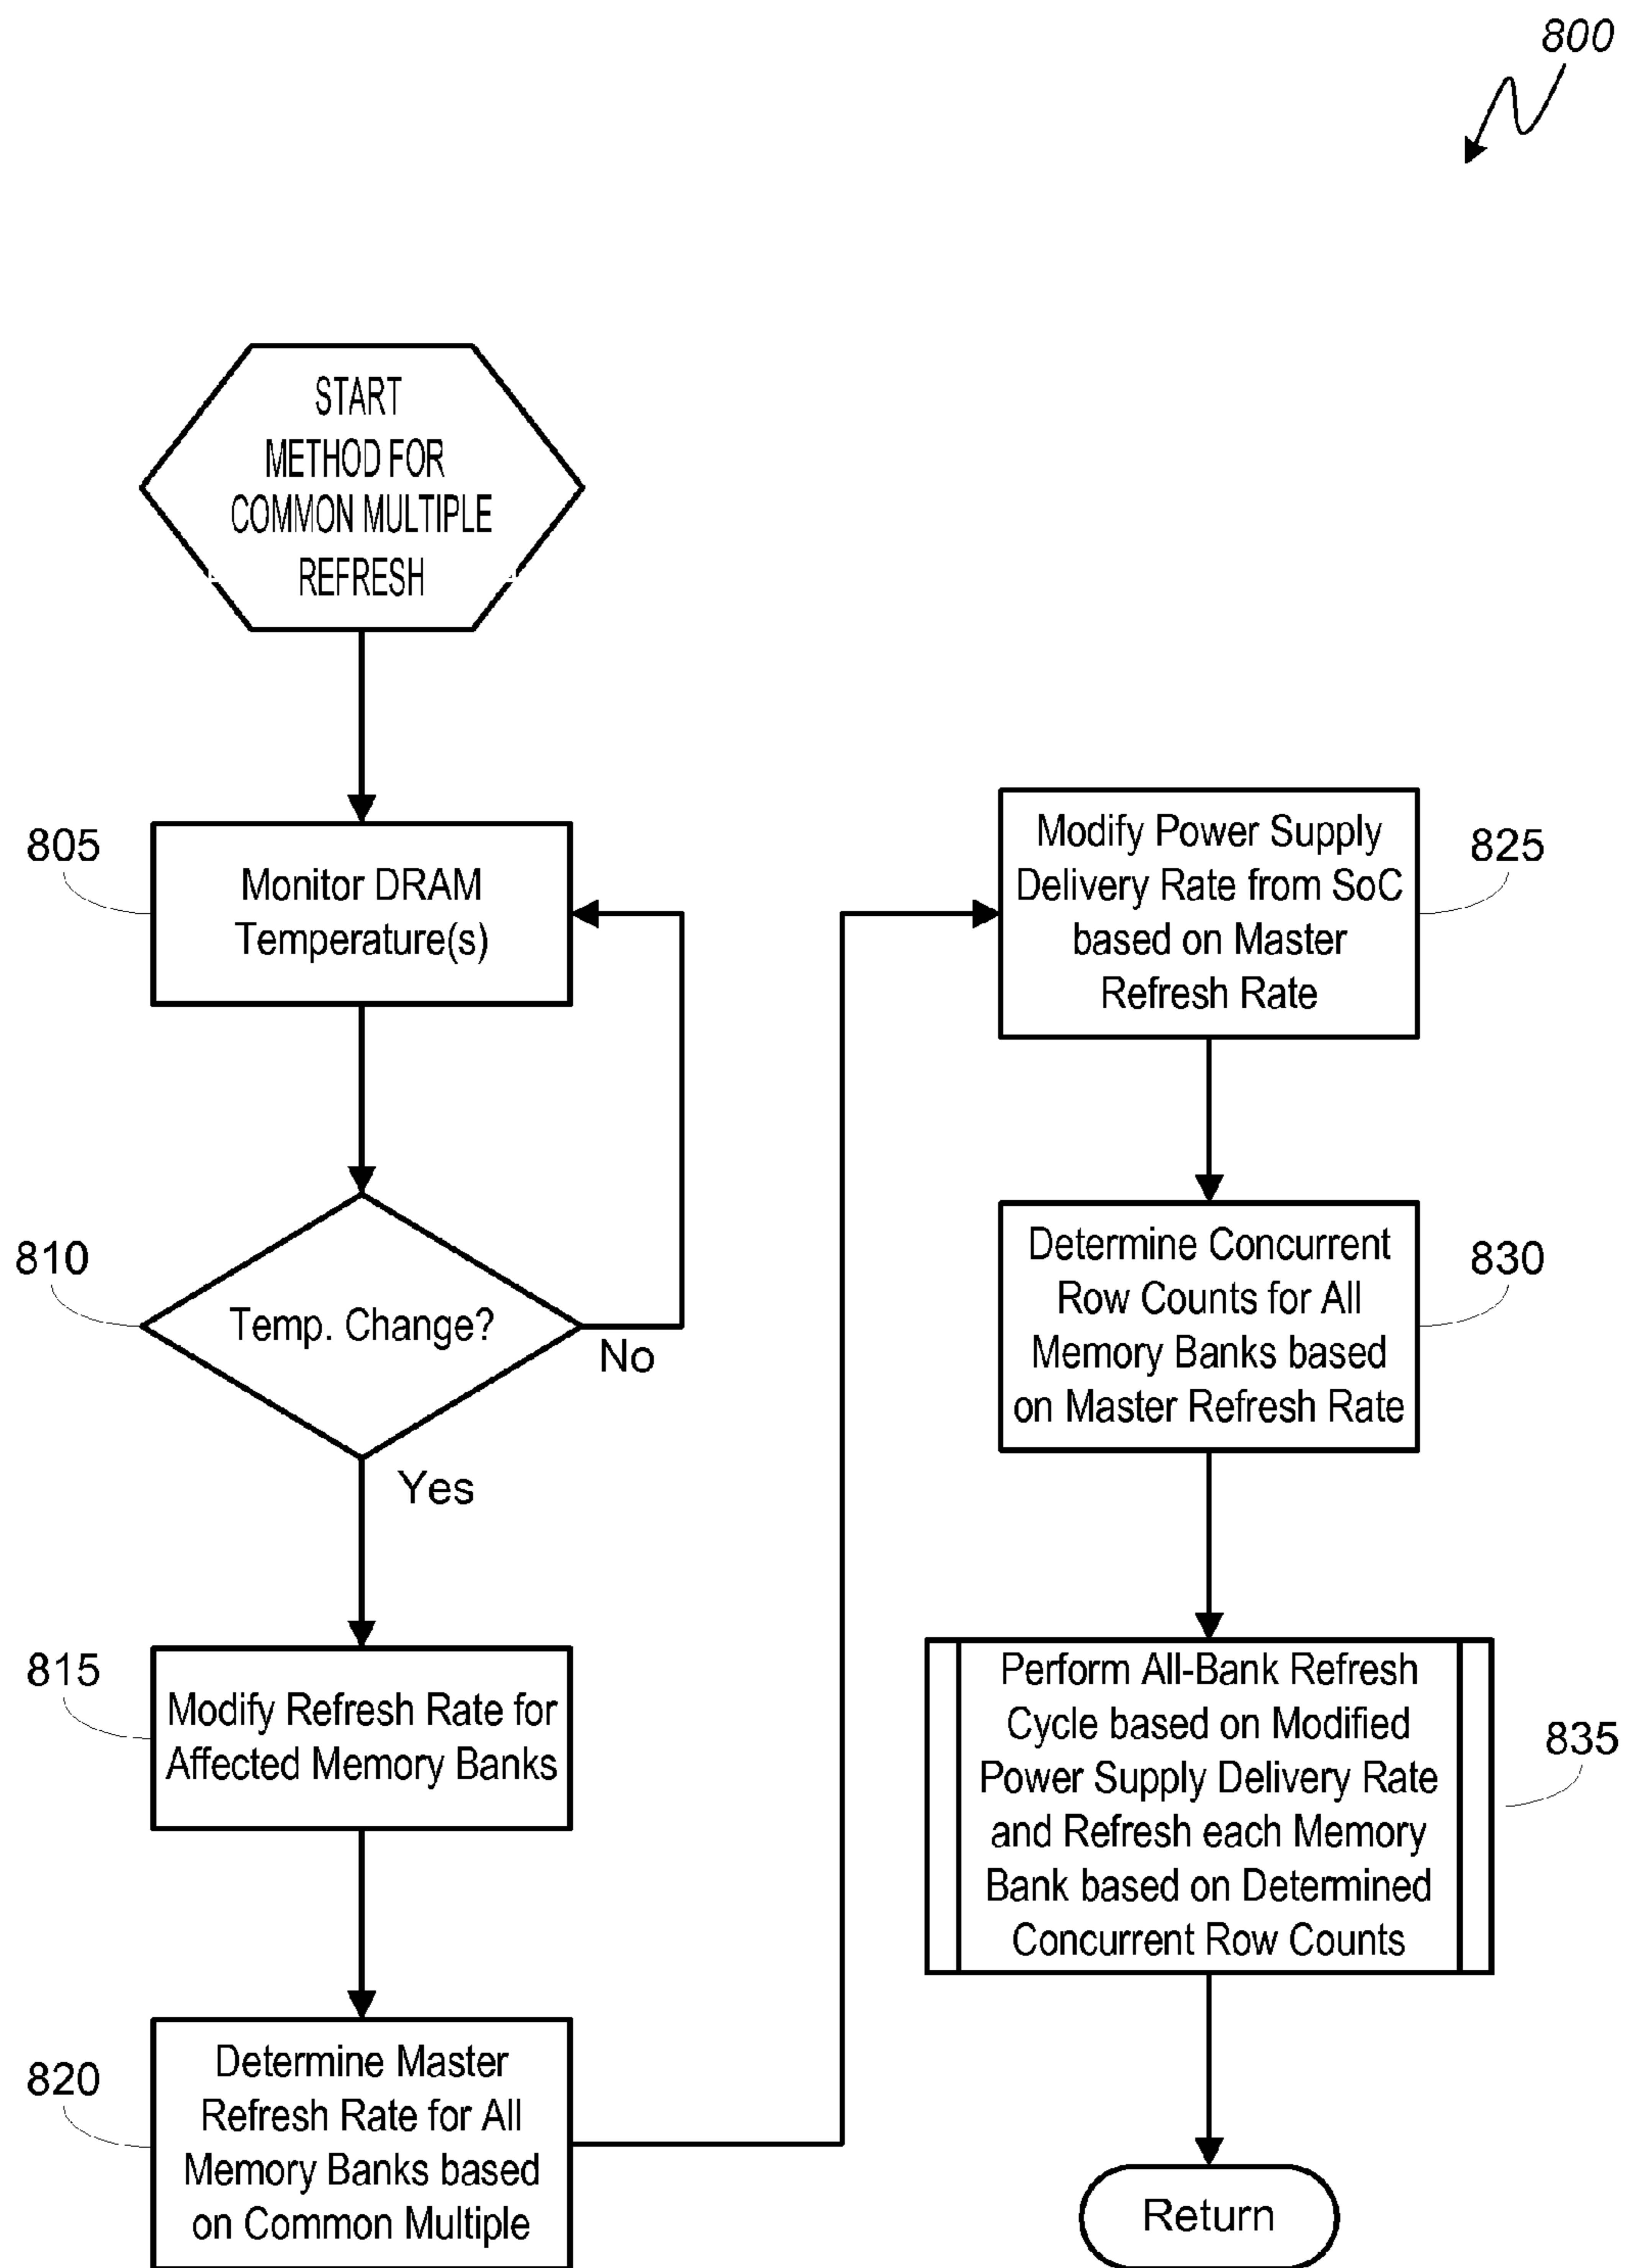 800
START
METHOD FOR
COMMON MULTIPLE
REFRESH
805
Monitor DRAM
Temperature(s)
810
Temp. Change?
No
Yes
815
Modify Refresh Rate for
Affected Memory Banks
820
Determine Master
Refresh Rate for All
Memory Banks based
on Common Multiple
Modify Power Supply
Delivery Rate from SoC
based on Master
Refresh Rate
825
Determine Concurrent
Row Counts for All
Memory Banks based
on Master Refresh Rate
830
Perform All-Bank Refresh
Cycle based on Modified
Power Supply Delivery Rate
and Refresh each Memory
Bank based on Determined
Concurrent Row Counts
835
Return